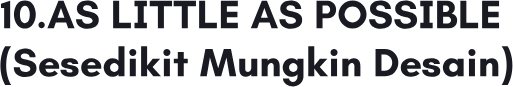 10.AS LITTLE AS POSSIBLE
(Sesedikit Mungkin Desain)